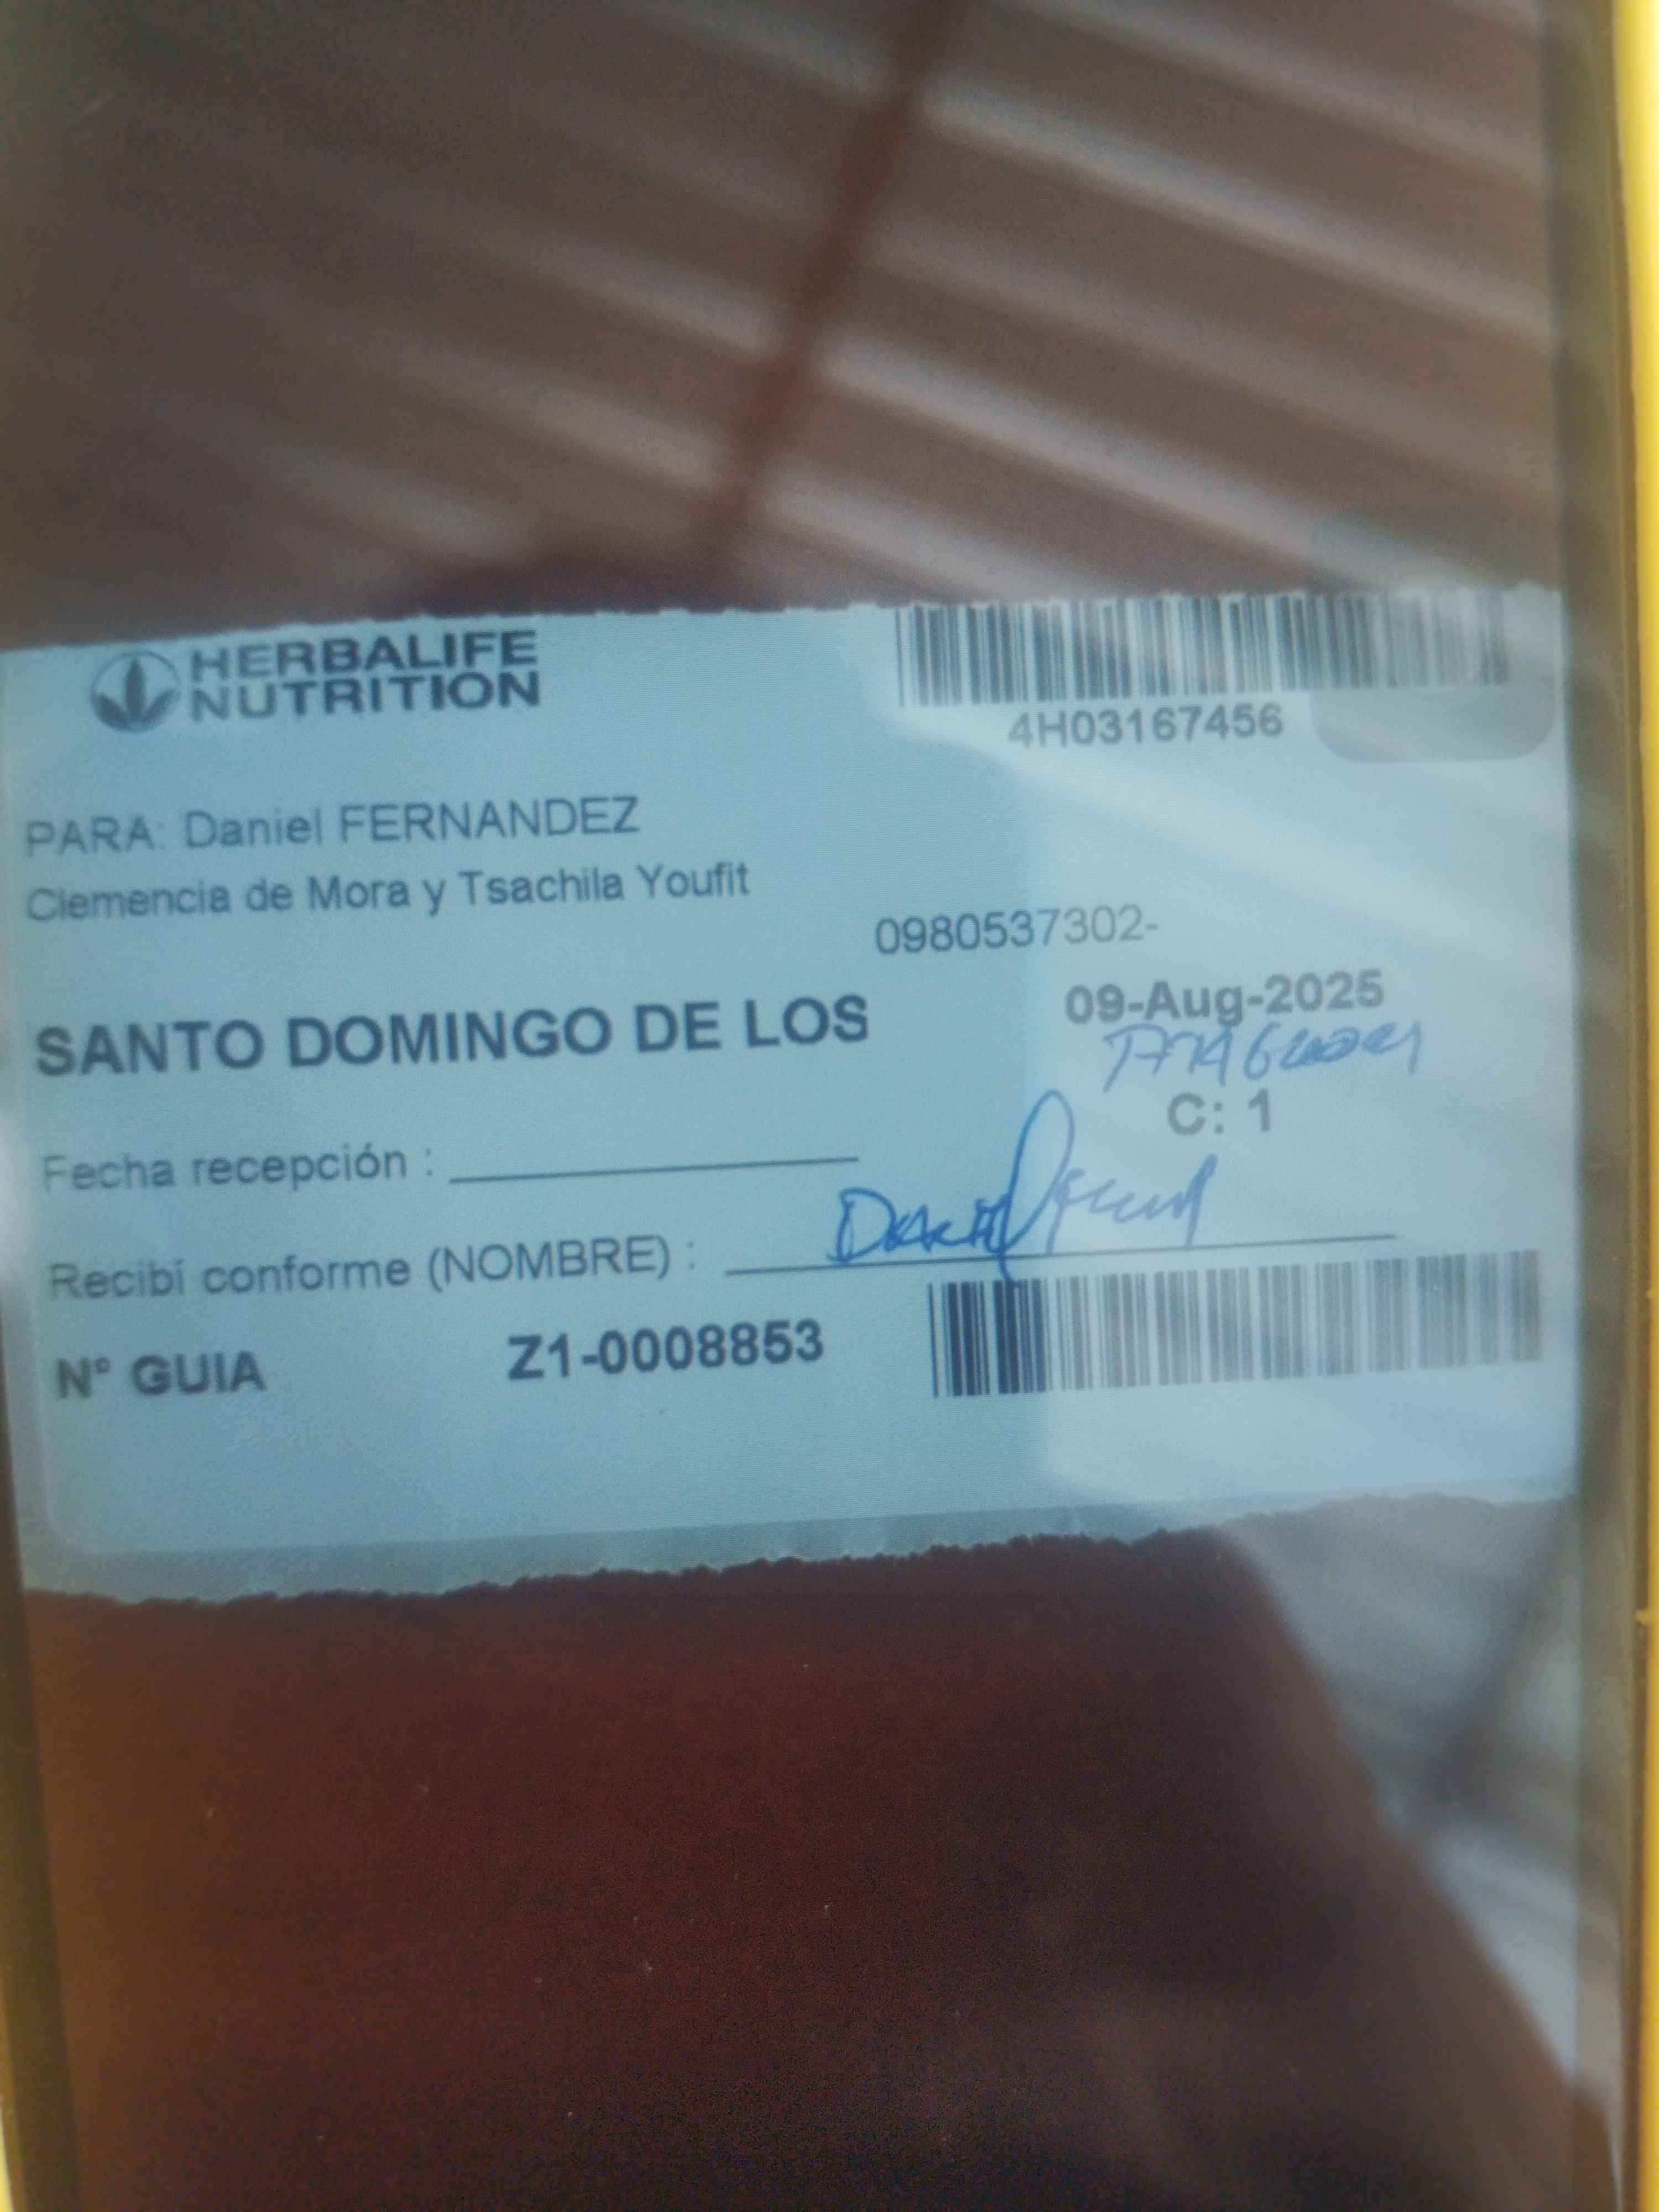 HERBALIFE
NUTRITION
4H03167456
PARA: Daniel FERNANDEZ
Clemencia de Mora y Tsachila Youfit
0980537302-
SANTO DOMINGO DE LOS
09-Aug-2025
C: 1
Fecha recepción :
Recibí conforme (NOMBRE) :
N° GUIA Z1-0008853